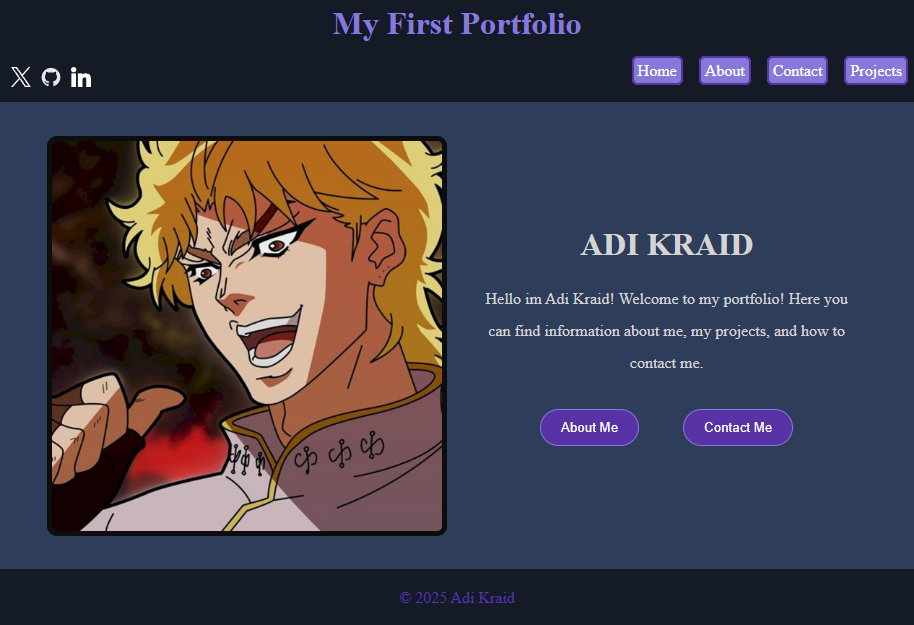 My First Portfolio
Home About Contact Projects
ADI KRAID
Hello im Adi Kraid! Welcome to my portfolio! Here you
can find information about me, my projects, and how to
contact me.
About Me Contact Me
© 2025 Adi Kraid